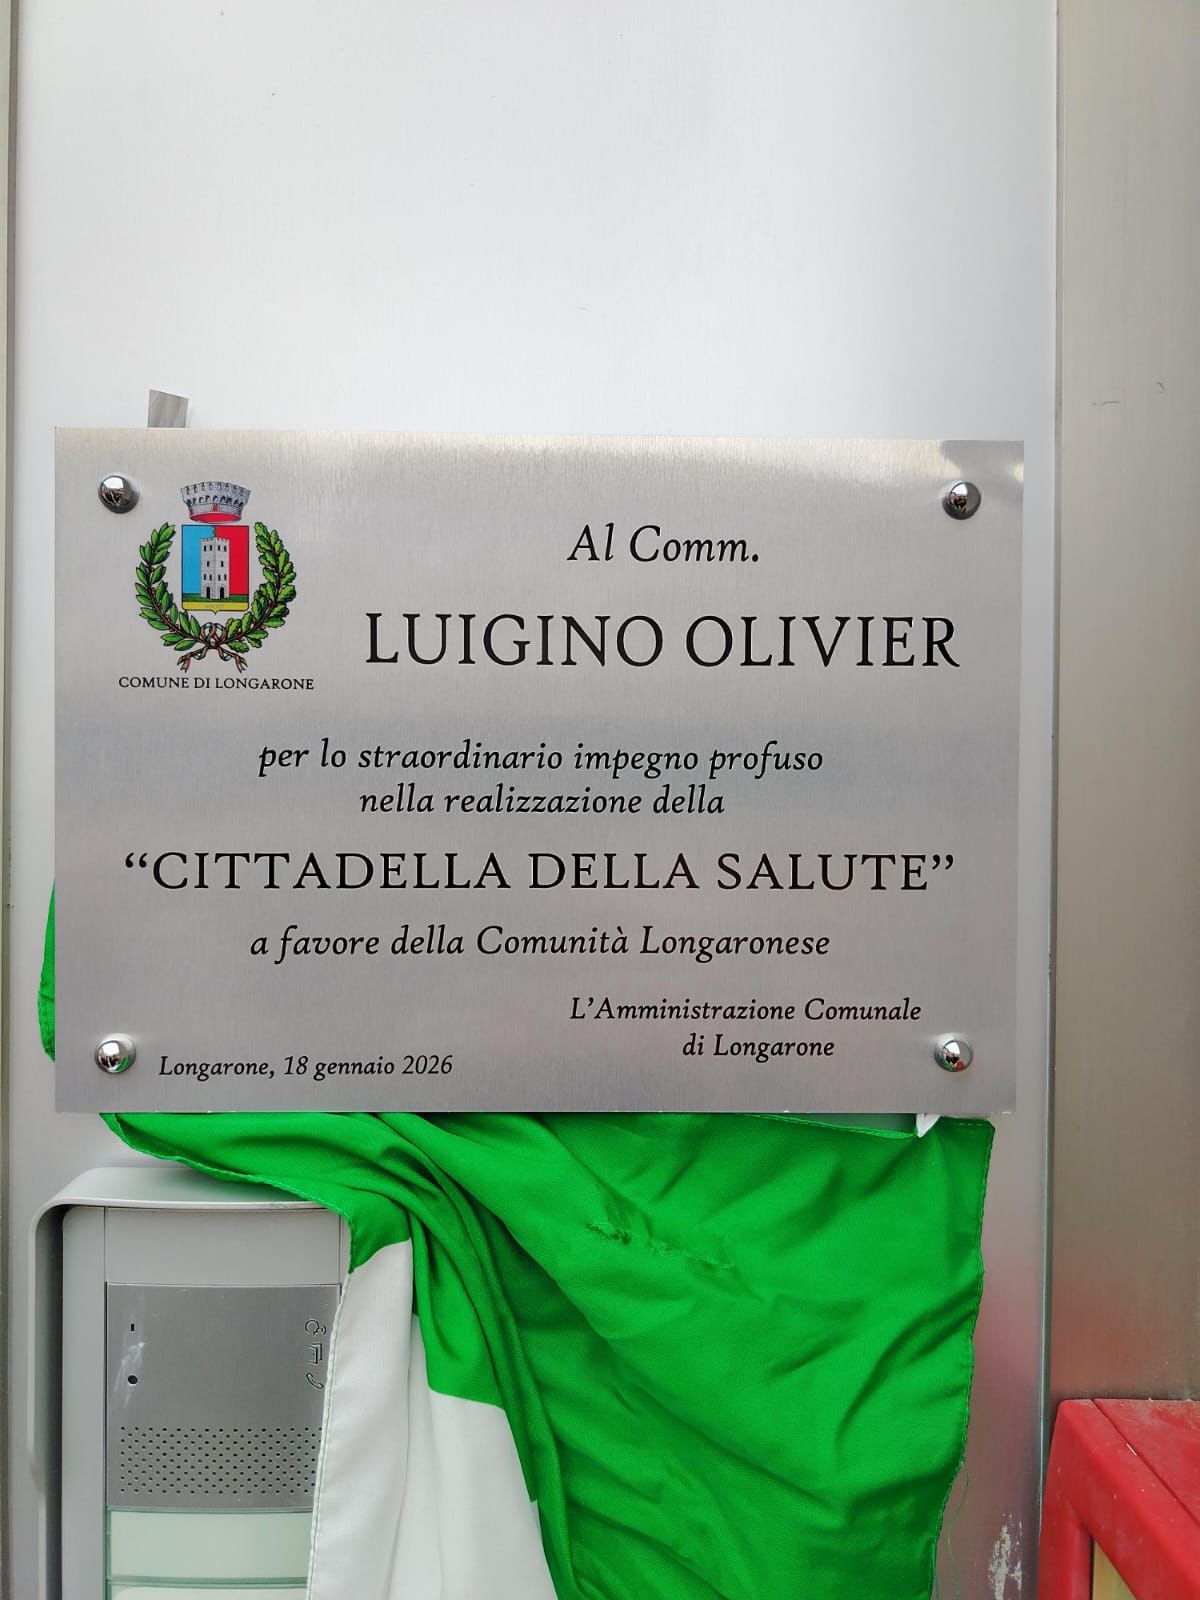 Al Comm.
LUIGINO OLIVIER
COMUNE DI LONGARONE
per lo straordinario impegno profuso
nella realizzazione della
“CITTADELLA DELLA SALUTE”
a favore della Comunità Longaronese
L’Amministrazione Comunale
di Longarone
Longarone, 18 gennaio 2026